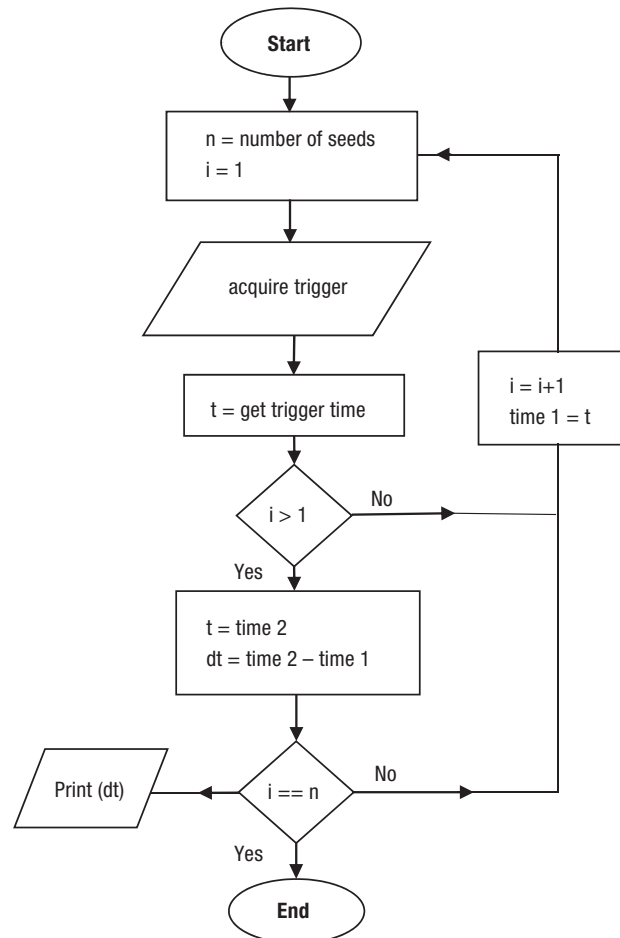 Start
n = number of seeds
i = 1
acquire trigger
t = get trigger time
i = i+1
time 1 = t
i > 1
No
Yes
t = time 2
dt = time 2 – time 1
Print (dt)
i == n
No
Yes
End